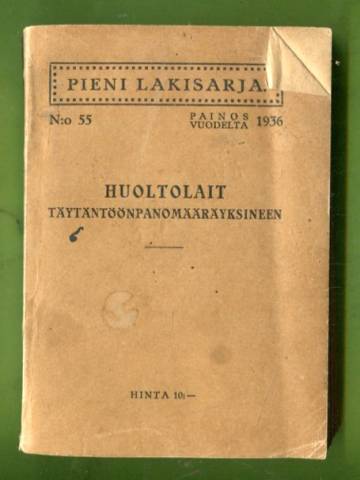 PIENI LAKISARJA.
N:o 55 PAINOS VUODELTA 1936
HUOLTOLAIT
TÄYTÄNTÖÖNPANOMÄÄRÄYKSINEEN
HINTA 10:—